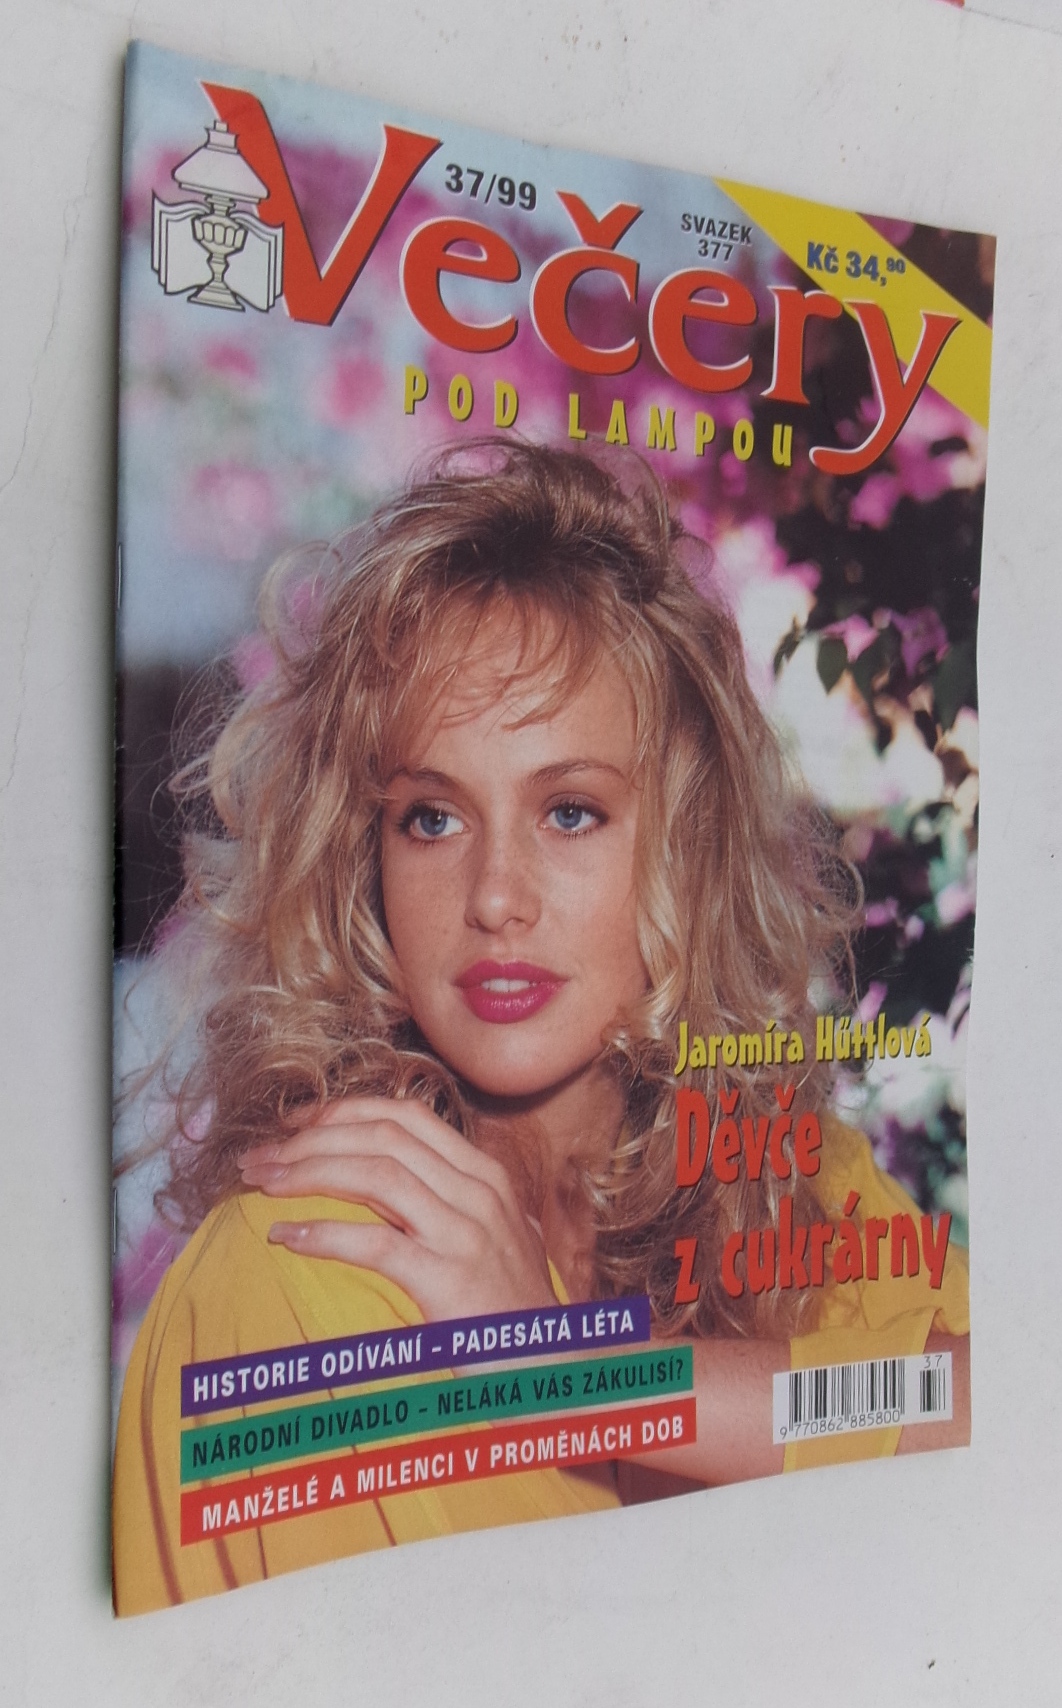 37/99
Večery
SVAZEK
377
Kč 34,90
POD LAMPOU
Jaromíra Hűttlová
Děvče
z cukrárny
HISTORIE ODÍVÁNÍ – PADESÁTÁ LÉTA
NÁRODNÍ DIVADLO – NELÁKÁ VÁS ZÁKULISÍ?
MANŽELÉ A MILENCI V PROMĚNÁCH DOB
37
9 770862 885800